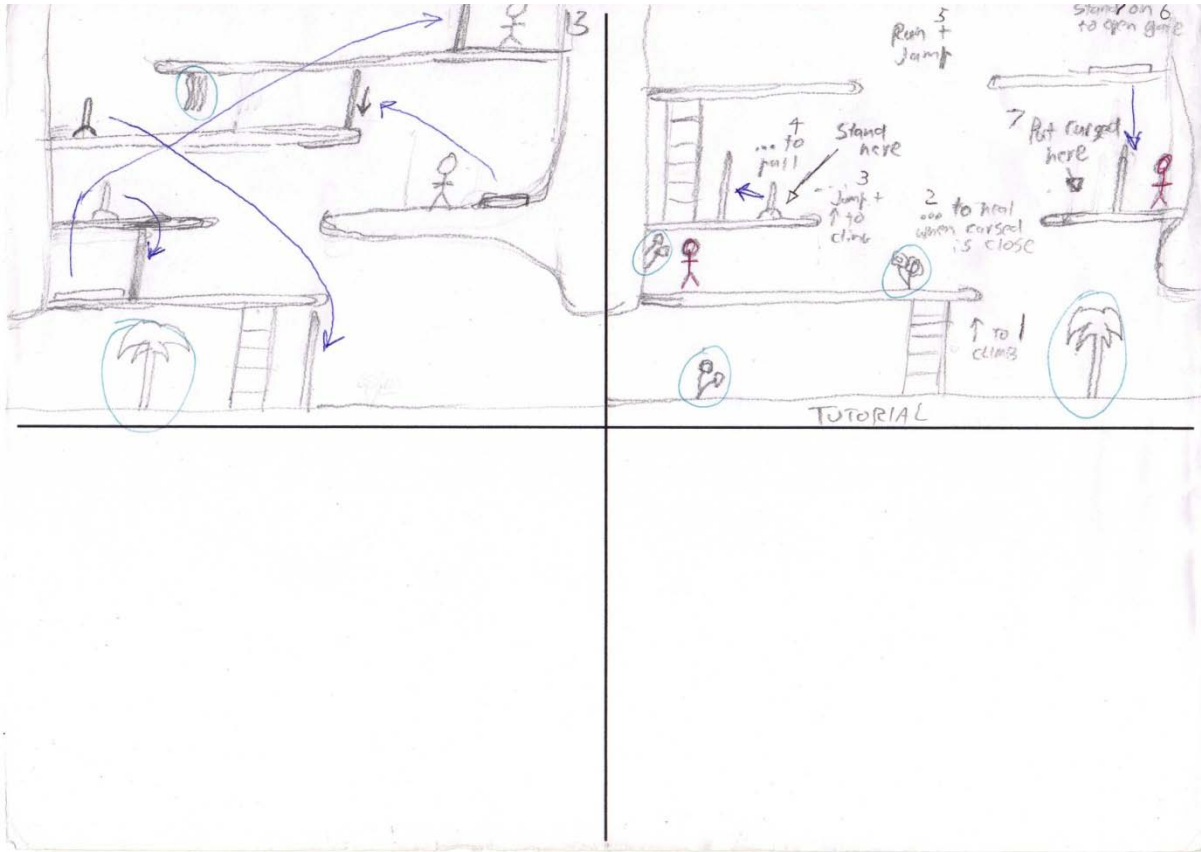 13
5
Run +
Jump
stand on 6
to open gate
4
... to
pull
Stand
here
7 Put cursed
here
... 3
Jump +
↑ to
climb
2
... to heal
when cursed
is close
↑ TO 1
CLIMB
TUTORIAL